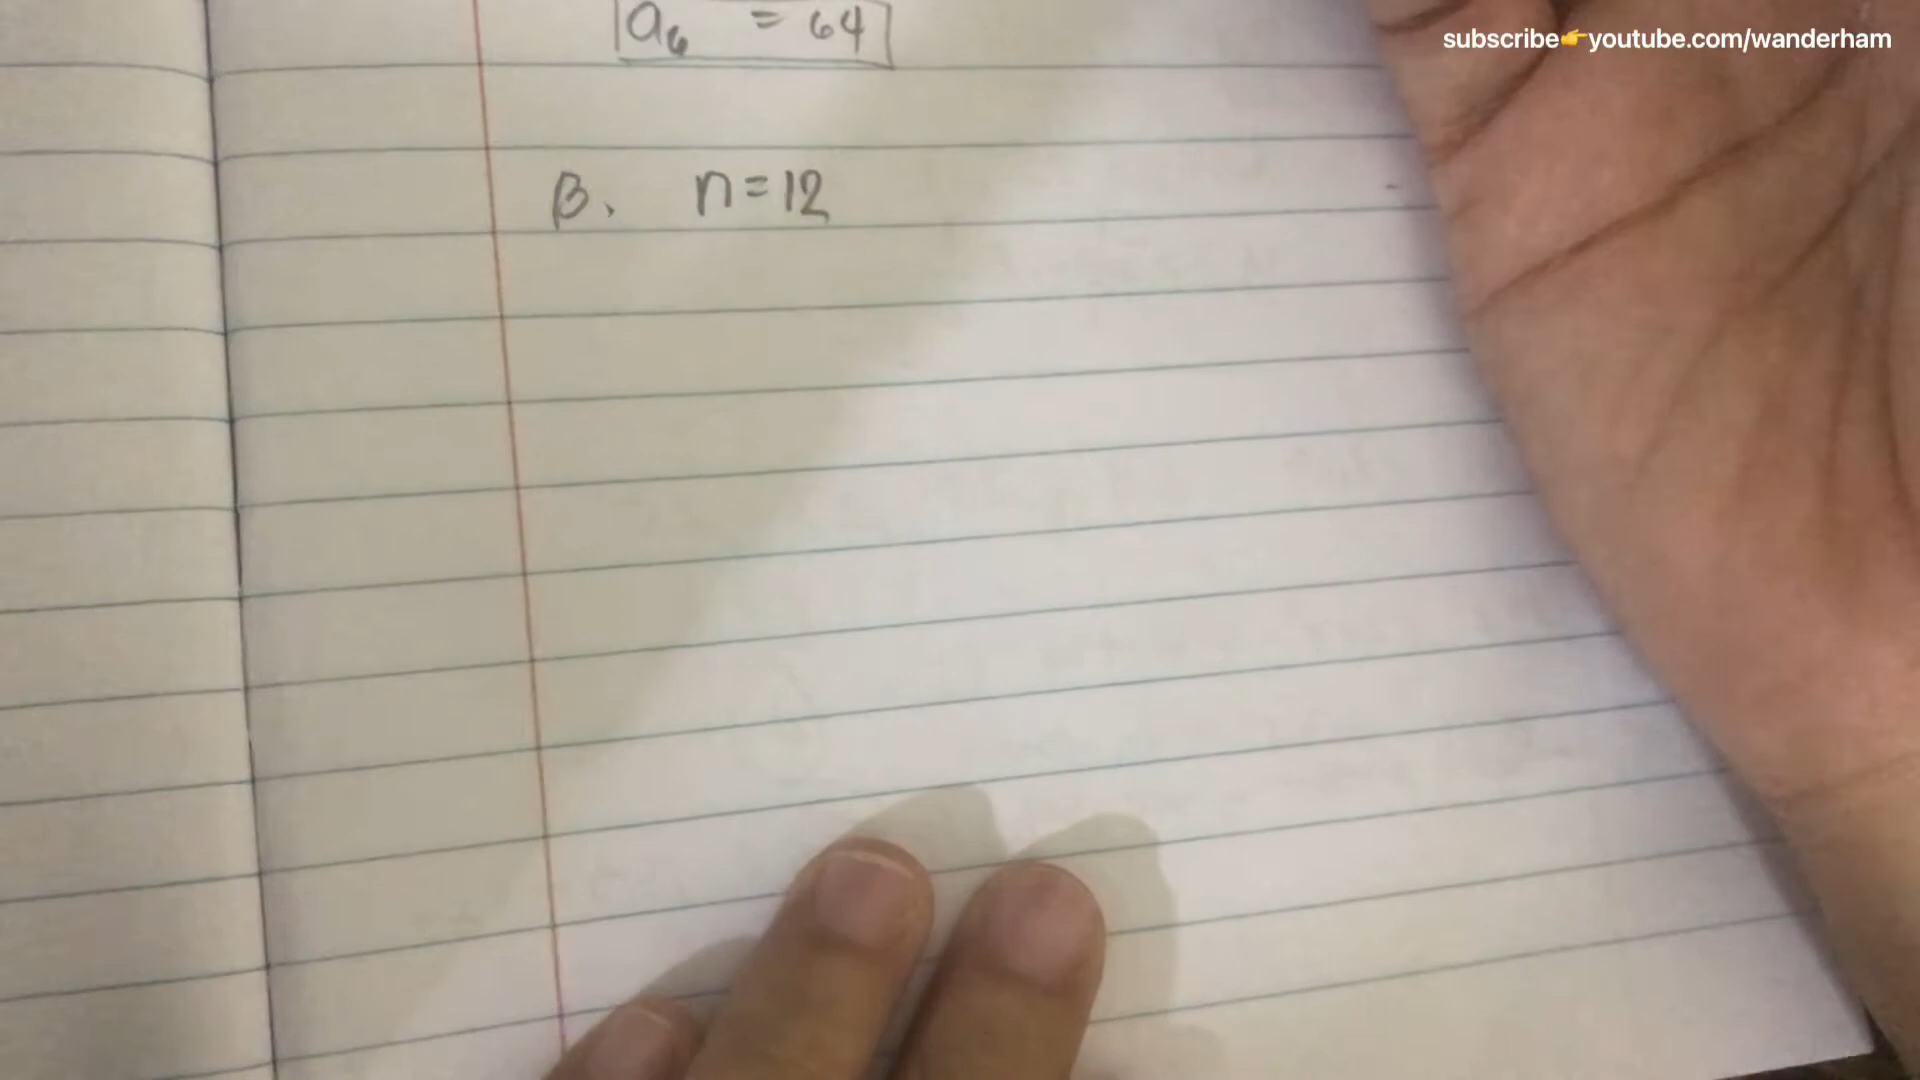 subscribe👉youtube.com/wanderham
a₆ = 64
B. n=12